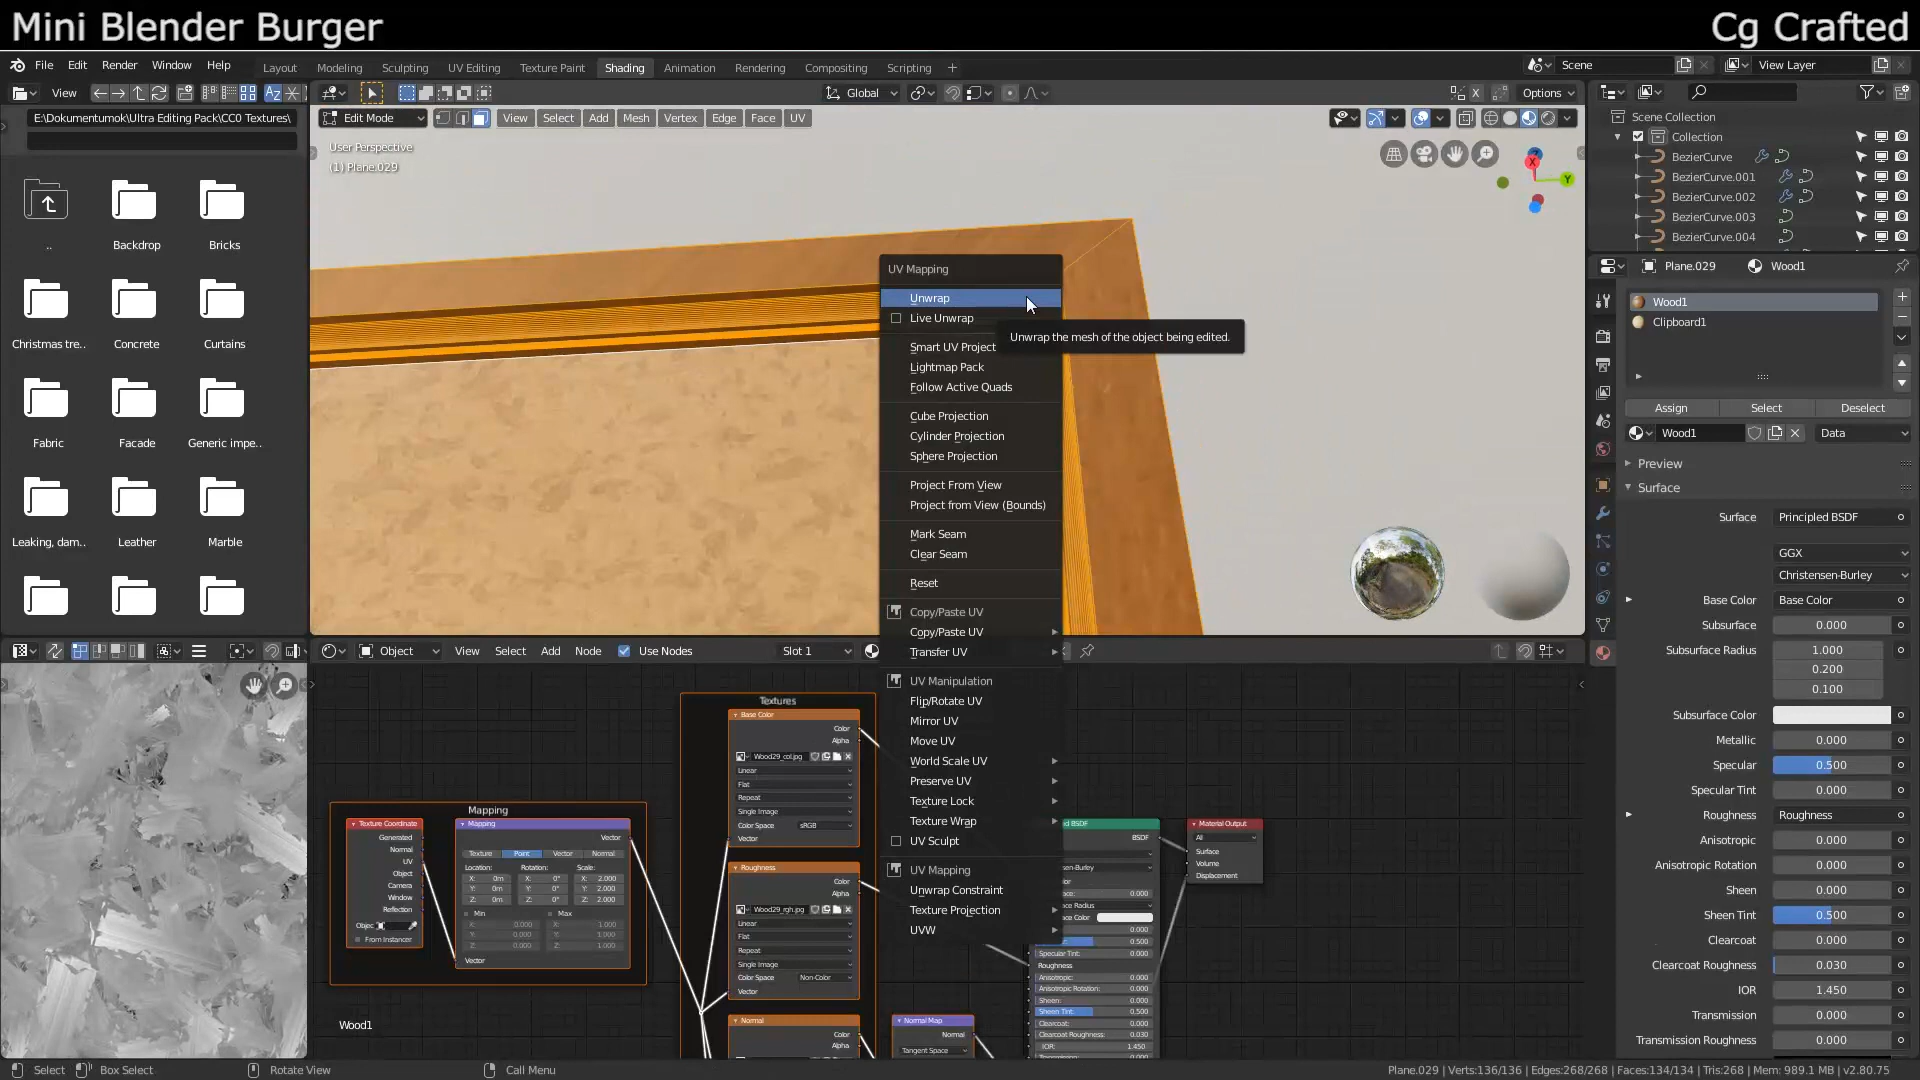 Mini Blender Burger
Cg Crafted
File Edit Render Window Help
Layout Modeling Sculpting UV Editing Texture Paint Shading Animation Rendering Compositing Scripting +
Scene
View Layer
View
Global
Options
E:\Dokumentumok\Ultra Editing Pack\CC0 Textures\
Edit Mode
View Select Add Mesh Vertex Edge Face UV
User Perspective
(1) Plane.029
X
Y
..
Backdrop
Bricks
Christmas tre..
Concrete
Curtains
Fabric
Facade
Generic impe..
Leaking, dam..
Leather
Marble
UV Mapping
Unwrap
Live Unwrap
Unwrap the mesh of the object being edited.
Smart UV Project
Lightmap Pack
Follow Active Quads
Cube Projection
Cylinder Projection
Sphere Projection
Project From View
Project from View (Bounds)
Mark Seam
Clear Seam
Reset
Copy/Paste UV
Copy/Paste UV
Transfer UV
UV Manipulation
Flip/Rotate UV
Mirror UV
Move UV
World Scale UV
Preserve UV
Texture Lock
Texture Wrap
UV Sculpt
UV Mapping
Unwrap Constraint
Texture Projection
UVW
Scene Collection
Collection
BezierCurve
BezierCurve.001
BezierCurve.002
BezierCurve.003
BezierCurve.004
Plane.029
Wood1
Wood1
Clipboard1
Assign
Select
Deselect
Wood1
Data
Preview
Surface
Surface Principled BSDF
GGX
Christensen-Burley
Base Color Base Color
Subsurface 0.000
Subsurface Radius 1.000
0.200
0.100
Subsurface Color
Metallic 0.000
Specular 0.500
Specular Tint 0.000
Roughness Roughness
Anisotropic 0.000
Anisotropic Rotation 0.000
Sheen 0.000
Sheen Tint 0.500
Clearcoat 0.000
Clearcoat Roughness 0.030
IOR 1.450
Transmission 0.000
Transmission Roughness 0.000
Object
View Select Add Node
Use Nodes
Slot 1
Mapping
Texture Coordinate
Generated
Normal
UV
Object
Camera
Window
Reflection
Objec
From Instancer
Mapping
Vector
Texture Point Vector Normal
Location: Rotation: Scale:
X: 0m X: 0° X: 2.000
Y: 0m Y: 0° Y: 2.000
Z: 0m Z: 0° Z: 2.000
Min Max
X: 0.000 X: 1.000
Y: 0.000 Y: 1.000
Z: 0.000 Z: 1.000
Vector
Textures
Base Color
Color
Alpha
Wood29_col.jpg
Linear
Flat
Repeat
Single Image
Color Space sRGB
Vector
Roughness
Color
Alpha
Wood29_rgh.jpg
Linear
Flat
Repeat
Single Image
Color Space Non-Color
Vector
Normal
Color
Alpha
Normal Map
Normal
Tangent Space
BSDF
BSDF
0.000
0.000
0.500
Specular Tint: 0.000
Roughness
Anisotropic: 0.000
Anisotropic Rotation: 0.000
Sheen: 0.000
Sheen Tint: 0.500
Clearcoat: 0.000
Clearcoat Roughness: 0.030
IOR: 1.450
Material Output
All
Surface
Volume
Displacement
Wood1
Select
Box Select
Rotate View
Call Menu
Plane.029 | Verts:136/136 | Edges:268/268 | Faces:134/134 | Tris:268 | Mem: 989.1 MB | v2.80.75